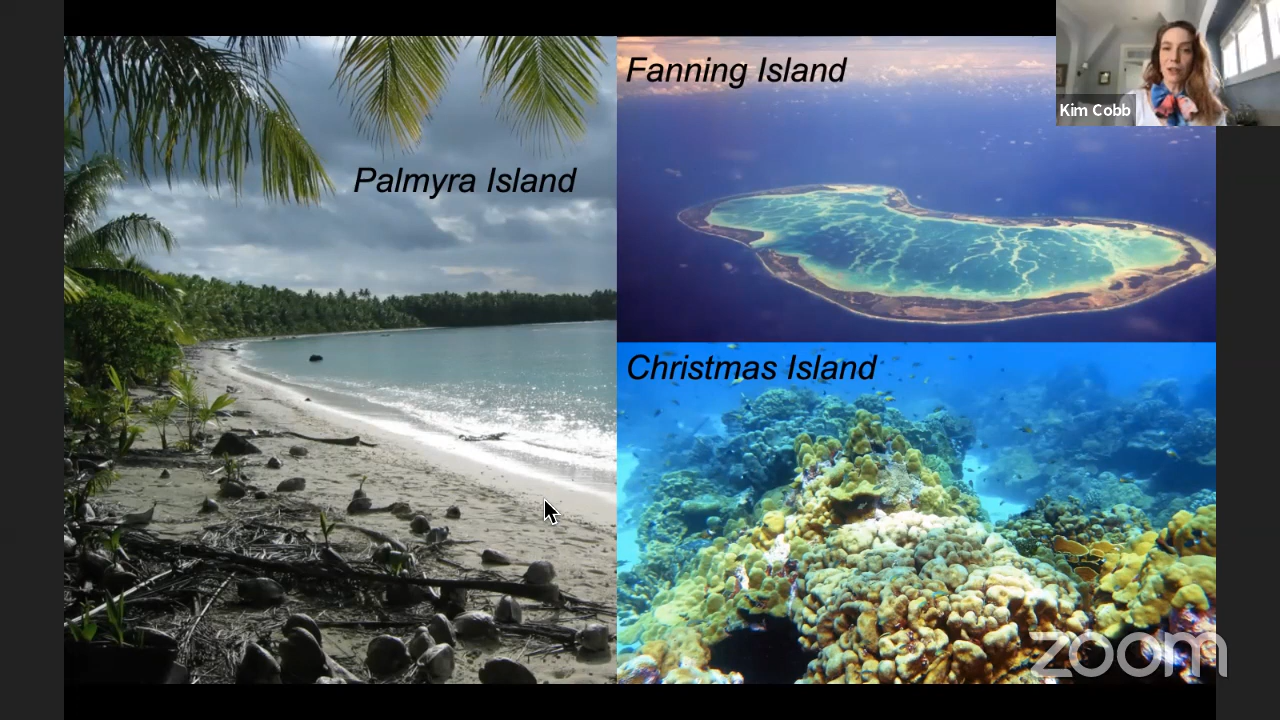 Palmyra Island
Fanning Island
Kim Cobb
Christmas Island
zoom